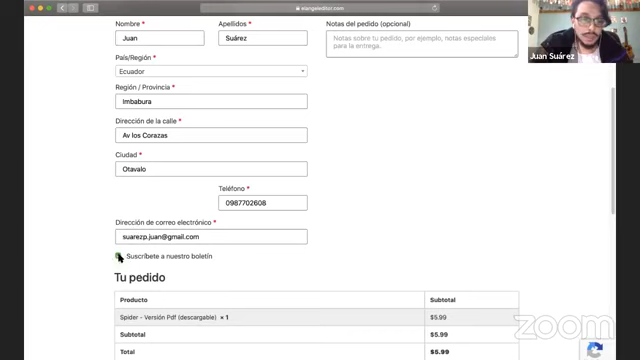 elangeleditor.com
Nombre *
Apellidos *
Notas del pedido (opcional)
Juan
Suárez
Notas sobre tu pedido, por ejemplo, notas especiales
para la entrega.
Juan Suárez
País/Región *
Ecuador
Región / Provincia *
Imbabura
Dirección de la calle *
Av los Corazas
Ciudad *
Otavalo
Teléfono *
0987702608
Dirección de correo electrónico *
suarezp.juan@gmail.com
Suscríbete a nuestro boletín
Tu pedido
Producto
Subtotal
Spider - Versión Pdf (descargable) × 1
$5.99
Subtotal
$5.99
Total
$5.99
zoom